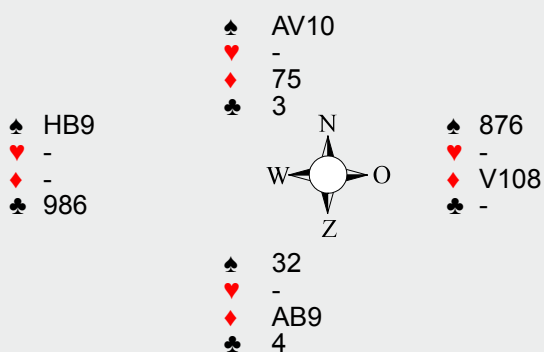 ♠ AV10
♥ -
♦ 75
♣ 3
♠ HB9
♥ -
♦ -
♣ 986
N
W
O
Z
♠ 876
♥ -
♦ V108
♣ -
♠ 32
♥ -
♦ AB9
♣ 4